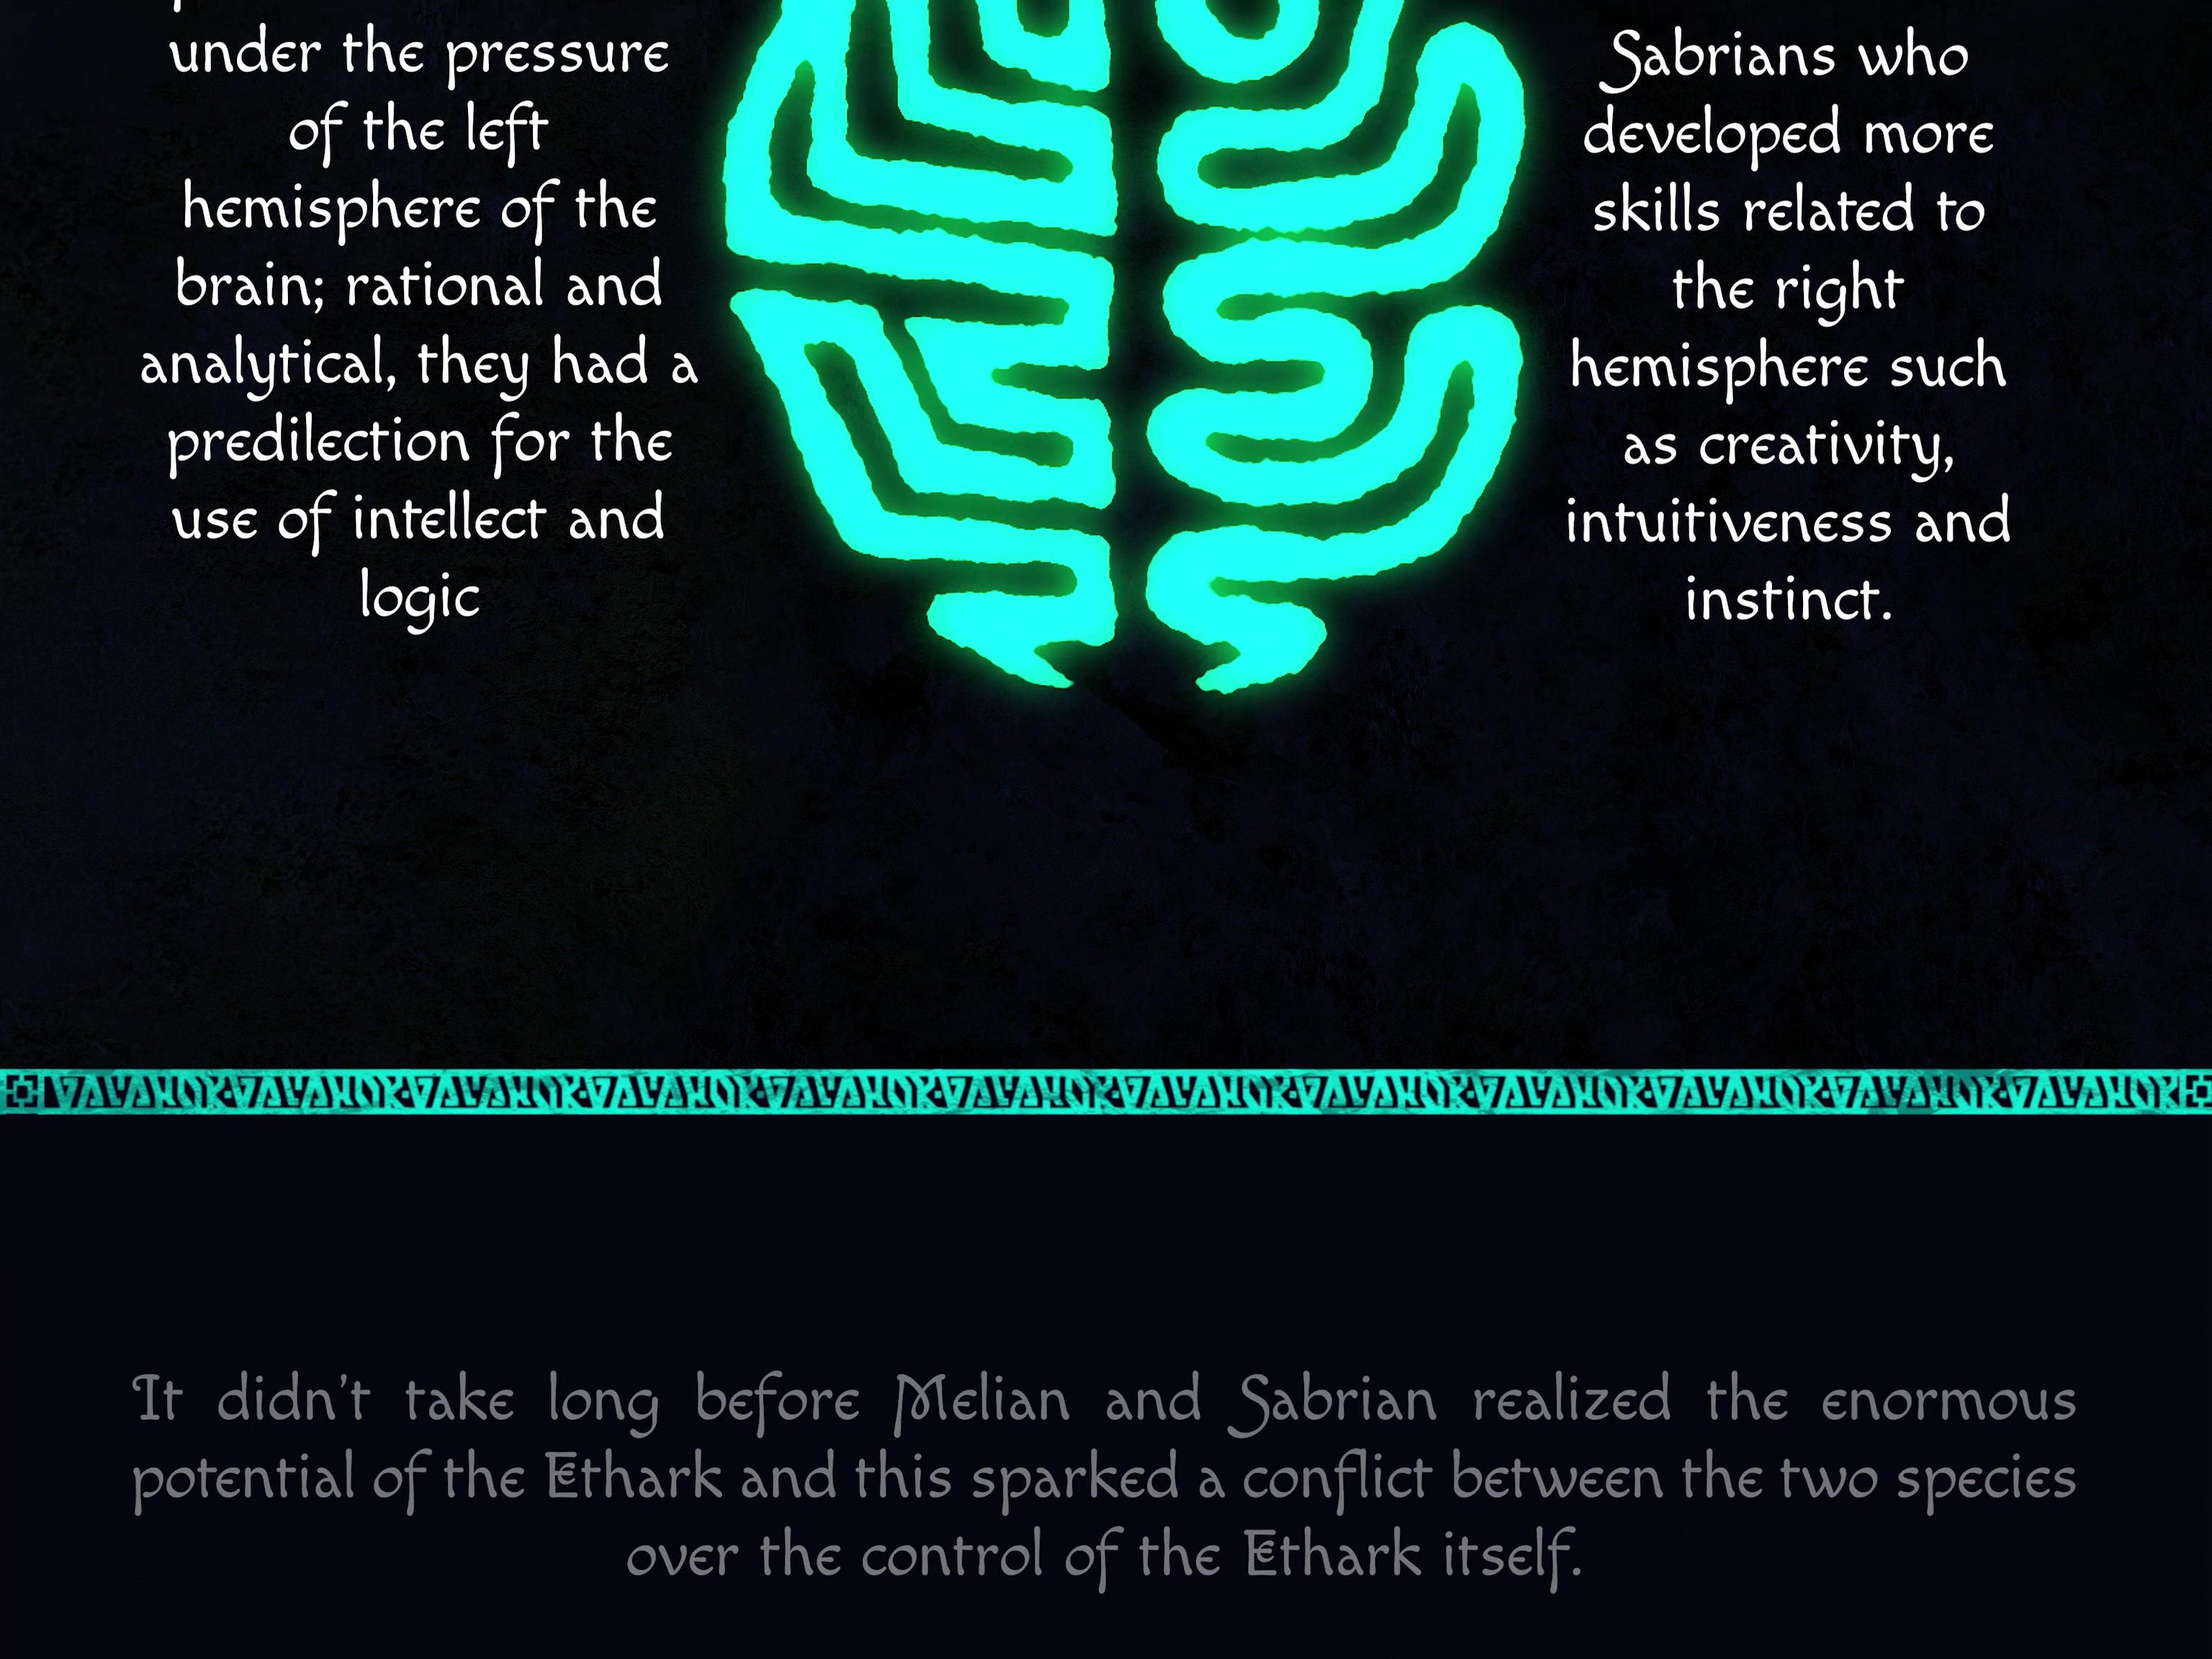 under the pressure
of the left
hemisphere of the
brain; rational and
analytical, they had a
predilection for the
use of intellect and
logic
Sabrians who
developed more
skills related to
the right
hemisphere such
as creativity,
intuitiveness and
instinct.
It didn't take long before Melian and Sabrian realized the enormous
potential of the Ethark and this sparked a conflict between the two species
over the control of the Ethark itself.